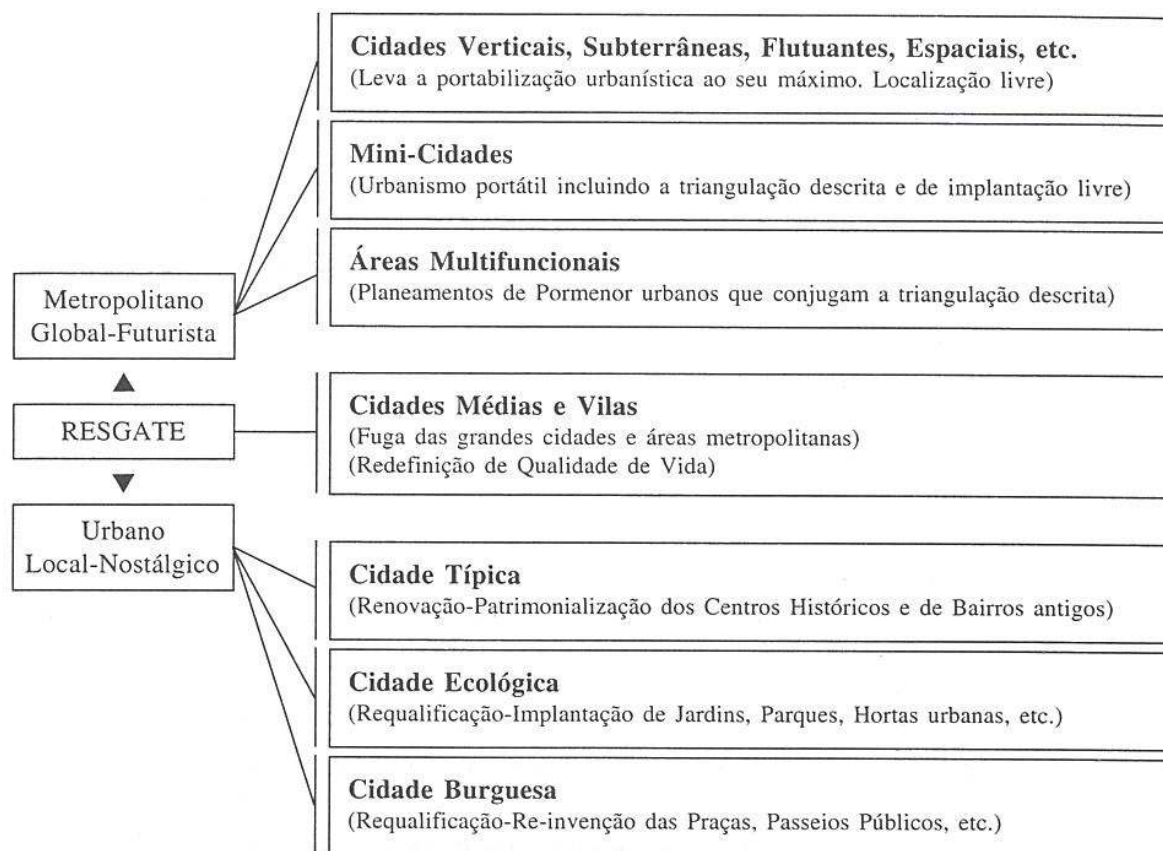 Cidades Verticais, Subterrâneas, Flutuantes, Espaciais, etc.
(Leva a portabilização urbanística ao seu máximo. Localização livre)
Mini-Cidades
(Urbanismo portátil incluindo a triangulação descrita e de implantação livre)
Áreas Multifuncionais
(Planeamentos de Pormenor urbanos que conjugam a triangulação descrita)
Metropolitano
Global-Futurista
RESGATE
Cidades Médias e Vilas
(Fuga das grandes cidades e áreas metropolitanas)
(Redefinição de Qualidade de Vida)
Urbano
Local-Nostálgico
Cidade Típica
(Renovação-Patrimonialização dos Centros Históricos e de Bairros antigos)
Cidade Ecológica
(Requalificação-Implantação de Jardins, Parques, Hortas urbanas, etc.)
Cidade Burguesa
(Requalificação-Re-invenção das Praças, Passeios Públicos, etc.)